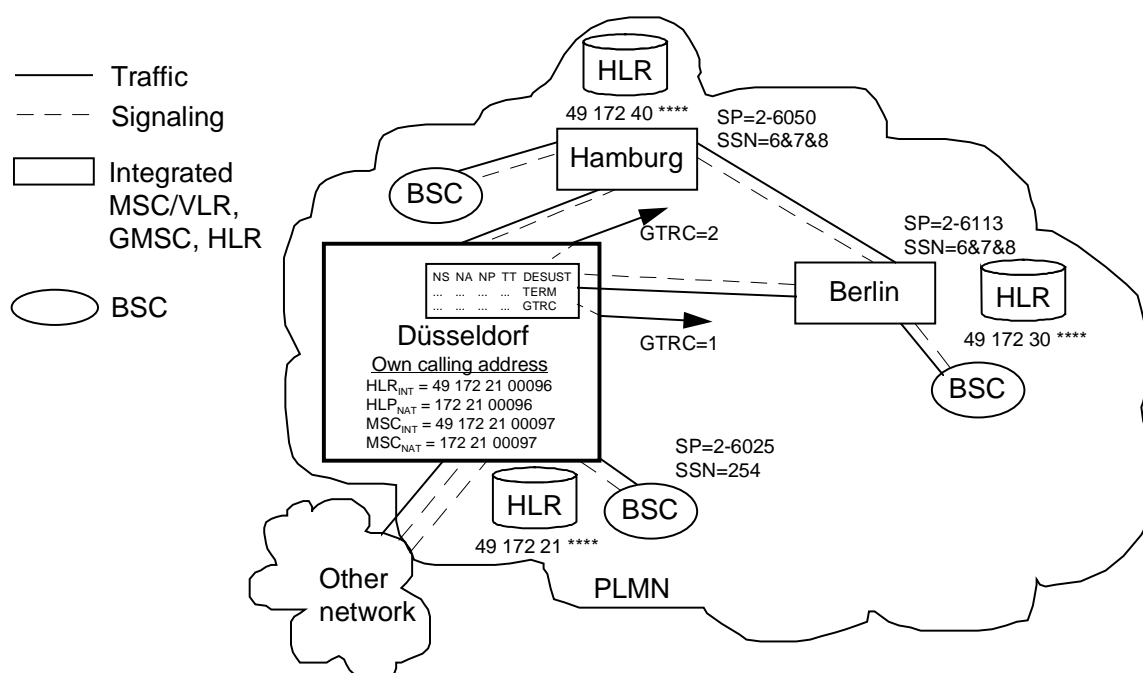 Traffic
Signaling
Integrated
MSC/VLR,
GMSC, HLR
BSC
HLR
49 172 40 ****
SP=2-6050
SSN=6&7&8
Hamburg
BSC
GTRC=2
SP=2-6113
SSN=6&7&8
NS NA NP TT DESUST
... ... ... ... TERM
... ... ... ... GTRC
Berlin
HLR
49 172 30 ****
Düsseldorf
GTRC=1
BSC
Own calling address
HLRINT = 49 172 21 00096
HLPNAT = 172 21 00096
MSCINT = 49 172 21 00097
MSCNAT = 172 21 00097
SP=2-6025
SSN=254
HLR
BSC
49 172 21 ****
Other
network
PLMN